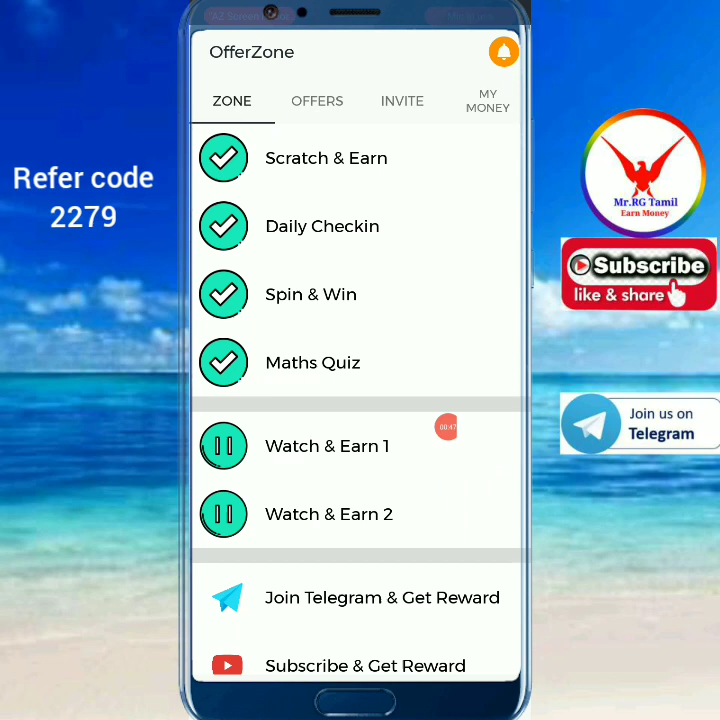 OfferZone
ZONE
OFFERS
INVITE
MY
MONEY
Refer code
2279
Scratch & Earn
Daily Checkin
Spin & Win
Maths Quiz
00:47
Watch & Earn 1
Watch & Earn 2
Join Telegram & Get Reward
Subscribe & Get Reward
Mr.RG Tamil
Earn Money
Subscribe
like & share
Join us on
Telegram